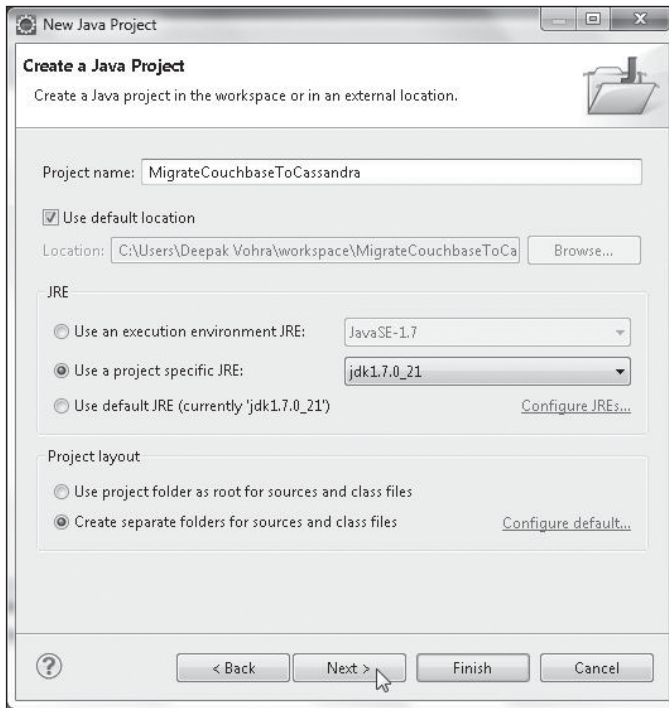 New Java Project
Create a Java Project
Create a Java project in the workspace or in an external location.
Project name: MigrateCouchbaseToCassandra
Use default location
Location: C:\Users\Deepak Vohra\workspace\MigrateCouchbaseToCa Browse...
JRE
Use an execution environment JRE: JavaSE-1.7
Use a project specific JRE: jdk1.7.0_21
Use default JRE (currently 'jdk1.7.0_21') Configure JREs...
Project layout
Use project folder as root for sources and class files
Create separate folders for sources and class files Configure default...
? < Back Next > Finish Cancel